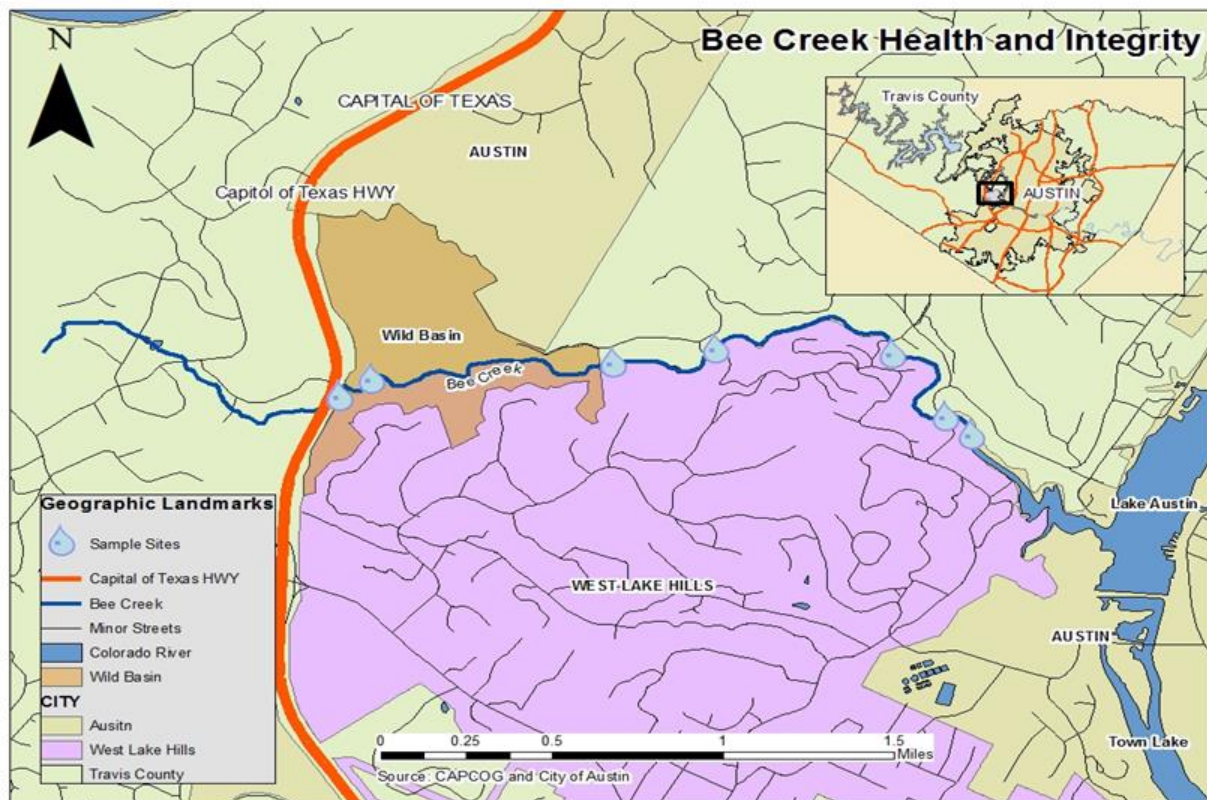 Bee Creek Health and Integrity
N
Travis County
AUSTIN
CAPITAL OF TEXAS
AUSTIN
Capitol of Texas HWY
Wild Basin
Bee Creek
Lake Austin
WEST LAKE HILLS
AUSTIN
Town Lake
Geographic Landmarks
Sample Sites
Capital of Texas HWY
Bee Creek
Minor Streets
Colorado River
Wild Basin
CITY
Ausitn
West Lake Hills
Travis County
0 0.25 0.5 1 1.5
Miles
Source: CAPCOG and City of Austin